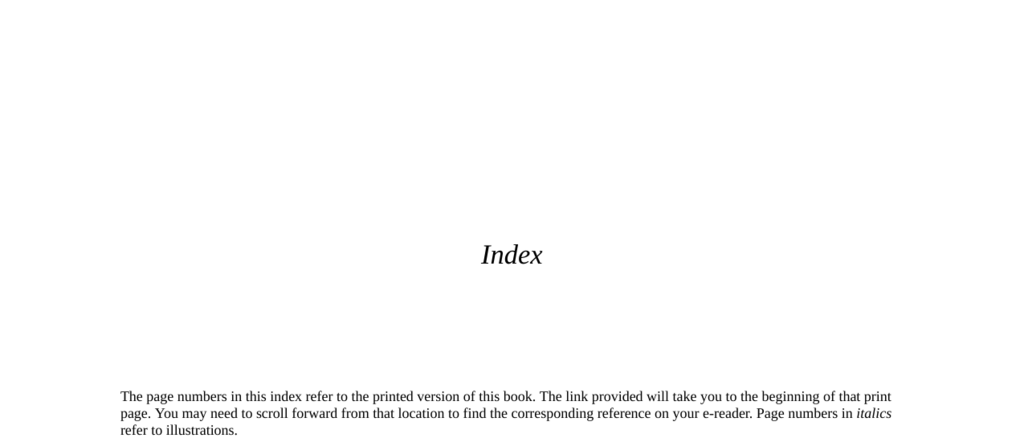 Index
The page numbers in this index refer to the printed version of this book. The link provided will take you to the beginning of that print
page. You may need to scroll forward from that location to find the corresponding reference on your e-reader. Page numbers in italics
refer to illustrations.